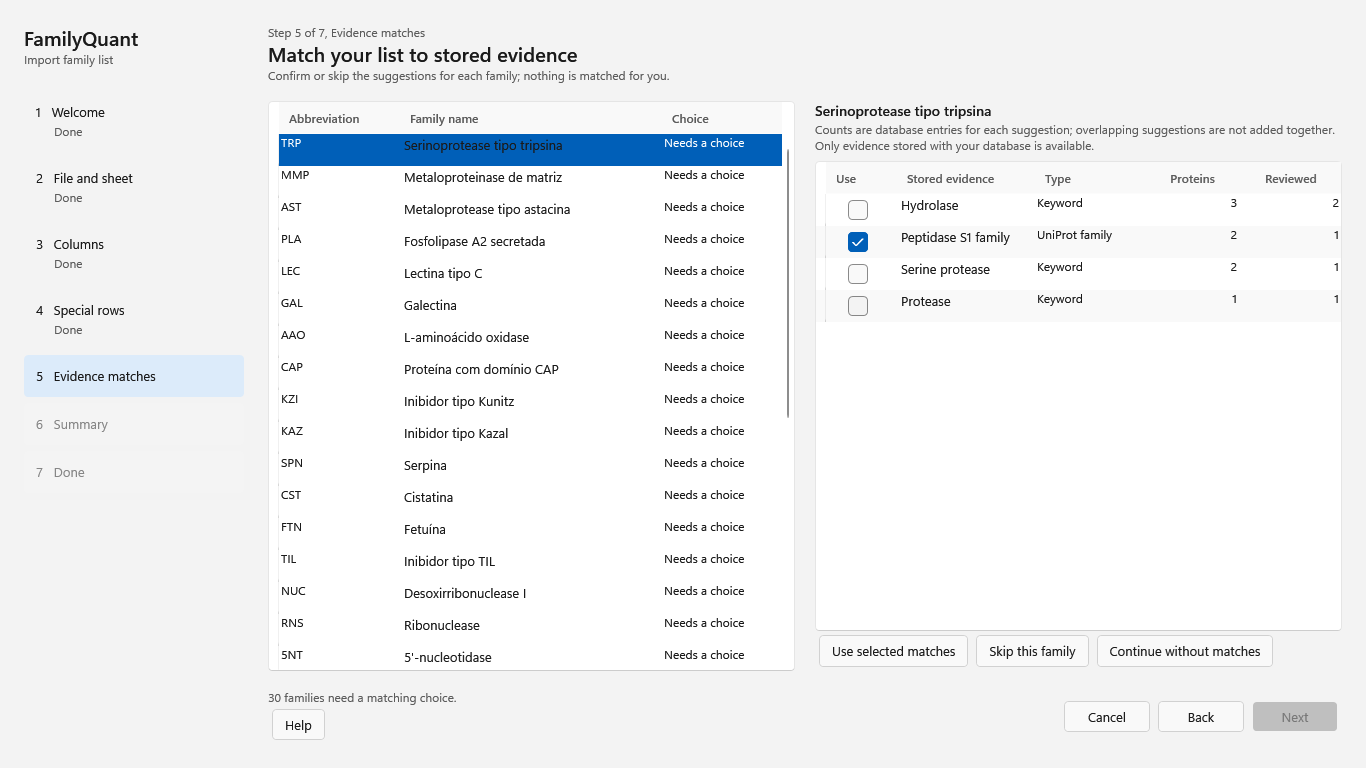 FamilyQuant
Import family list
1 Welcome
Done
2 File and sheet
Done
3 Columns
Done
4 Special rows
Done
5 Evidence matches
6 Summary
7 Done
Step 5 of 7, Evidence matches
Match your list to stored evidence
Confirm or skip the suggestions for each family; nothing is matched for you.
Abbreviation Family name Choice
TRP Serinoprotease tipo tripsina Needs a choice
MMP Metaloproteinase de matriz Needs a choice
AST Metaloprotease tipo astacina Needs a choice
PLA Fosfolipase A2 secretada Needs a choice
LEC Lectina tipo C Needs a choice
GAL Galectina Needs a choice
AAO L-aminoácido oxidase Needs a choice
CAP Proteína com domínio CAP Needs a choice
KZI Inibidor tipo Kunitz Needs a choice
KAZ Inibidor tipo Kazal Needs a choice
SPN Serpina Needs a choice
CST Cistatina Needs a choice
FTN Fetuína Needs a choice
TIL Inibidor tipo TIL Needs a choice
NUC Desoxirribonuclease I Needs a choice
RNS Ribonuclease Needs a choice
5NT 5'-nucleotidase Needs a choice
30 families need a matching choice.
Help
Serinoprotease tipo tripsina
Counts are database entries for each suggestion; overlapping suggestions are not added together.
Only evidence stored with your database is available.
Use Stored evidence Type Proteins Reviewed
Hydrolase Keyword 3 2
Peptidase S1 family UniProt family 2 1
Serine protease Keyword 2 1
Protease Keyword 1 1
Use selected matches Skip this family Continue without matches
Cancel Back Next